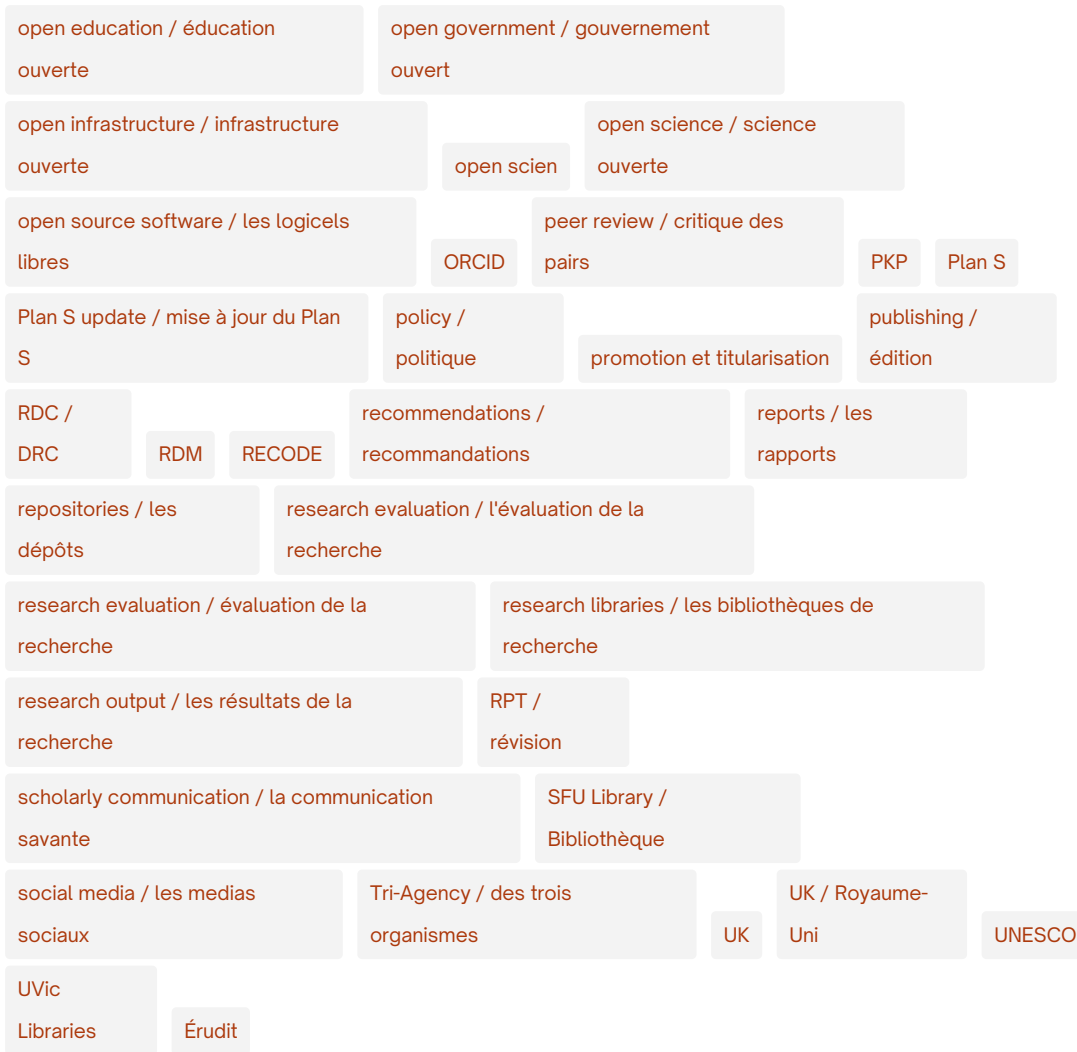 open education / éducation
ouverte
open government / gouvernement
ouvert
open infrastructure / infrastructure
ouverte
open scien
open science / science
ouverte
open source software / les logicels
libres
ORCID
peer review / critique des
pairs
PKP
Plan S
Plan S update / mise à jour du Plan
S
policy /
politique
promotion et titularisation
publishing /
édition
RDC /
DRC
RDM
RECODE
recommendations /
recommandations
reports / les
rapports
repositories / les
dépôts
research evaluation / l'évaluation de la
recherche
research evaluation / évaluation de la
recherche
research libraries / les bibliothèques de
recherche
research output / les résultats de la
recherche
RPT /
révision
scholarly communication / la communication
savante
SFU Library /
Bibliothèque
social media / les medias
sociaux
Tri-Agency / des trois
organismes
UK
UK / Royaume-
Uni
UNESCO
UVic
Libraries
Érudit